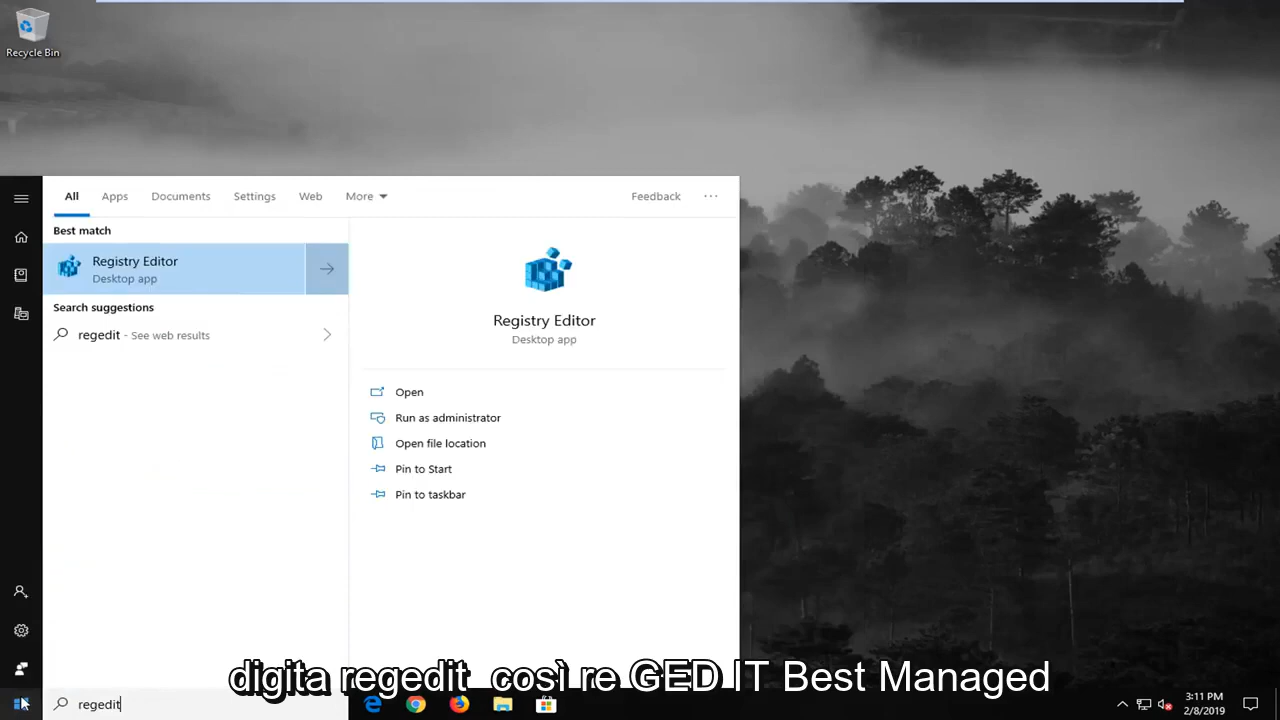 Recycle Bin
All Apps Documents Settings Web More Feedback ...
Best match
Registry Editor
Desktop app
Search suggestions
regedit - See web results
Registry Editor
Desktop app
Open
Run as administrator
Open file location
Pin to Start
Pin to taskbar
digita regedit così re GED IT Best Managed
regedit
3:11 PM
2/8/2019